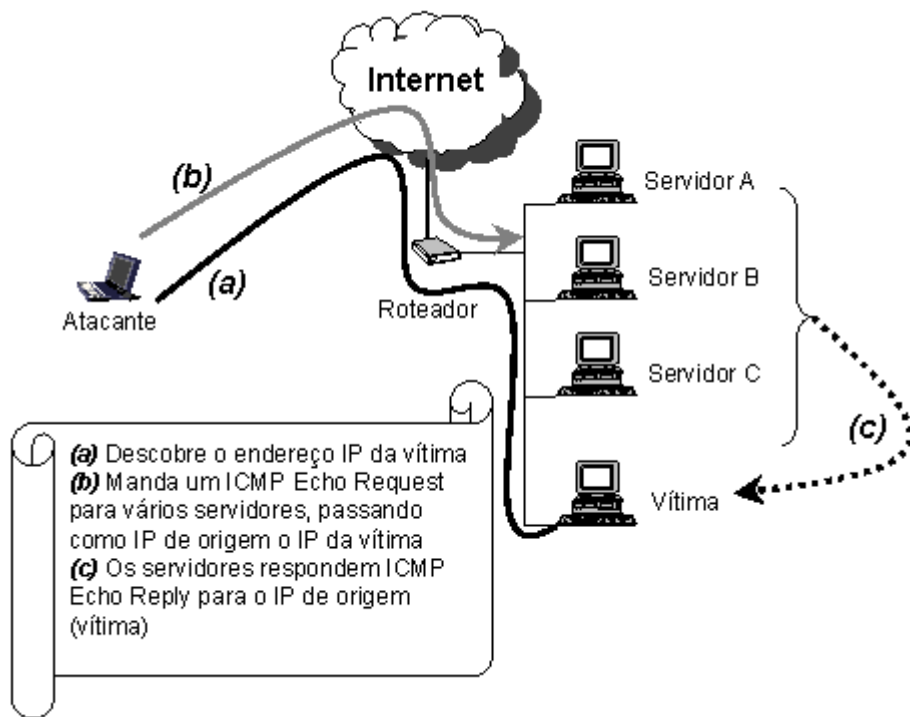 Internet
(b)
Servidor A
(a)
Servidor B
Atacante
Roteador
Servidor C
(c)
Vítima
(a) Descobre o endereço IP da vítima
(b) Manda um ICMP Echo Request
para vários servidores, passando
como IP de origem o IP da vítima
(c) Os servidores respondem ICMP
Echo Reply para o IP de origem
(vítima)